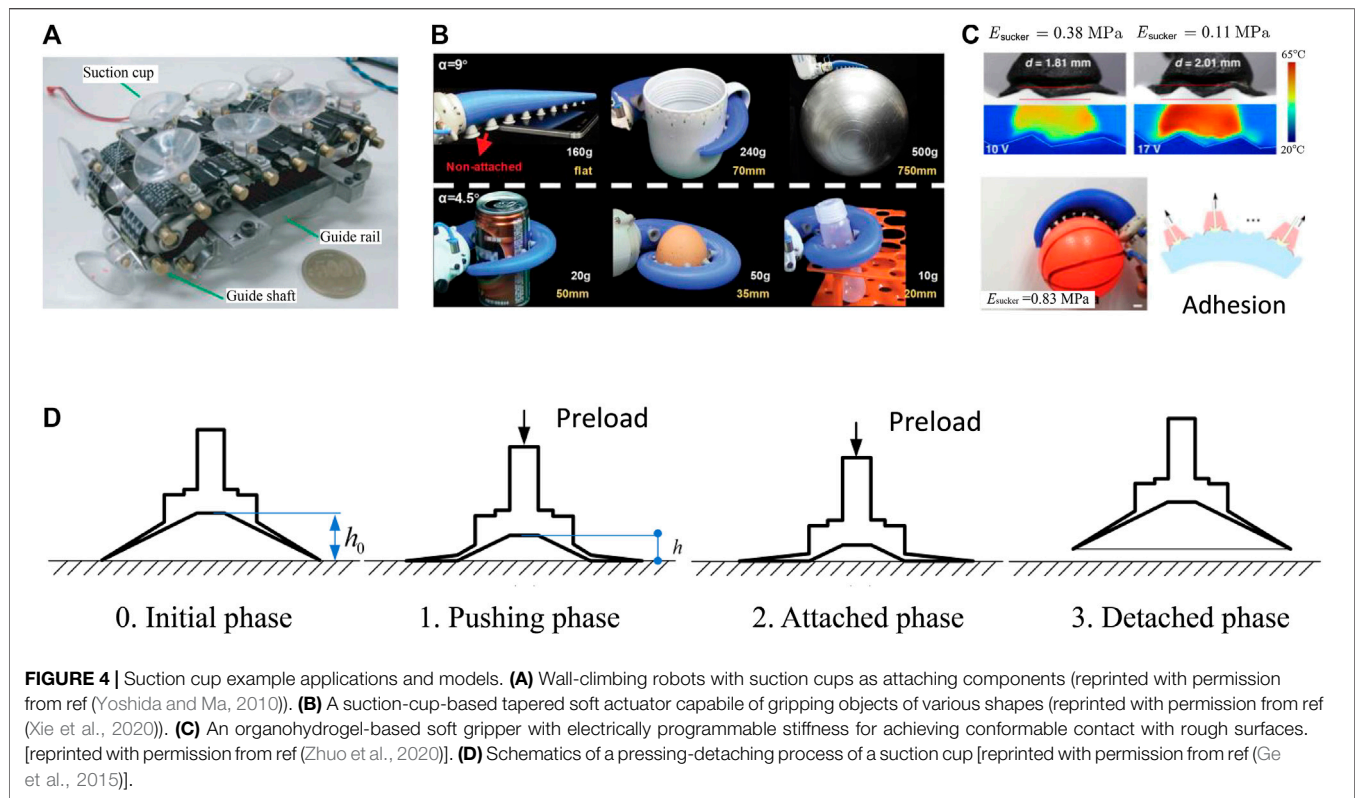 A
Suction cup
Guide rail
Guide shaft
B
α=9°
Non-attached
160g
flat
240g
70mm
500g
750mm
α=4.5°
20g
50mm
50g
35mm
10g
20mm
C
Esucker = 0.38 MPa
Esucker = 0.11 MPa
d = 1.81 mm
d = 2.01 mm
65°C
10 V
17 V
20°C
Esucker =0.83 MPa
...
Adhesion
D
Preload
Preload
h0
h
0. Initial phase
1. Pushing phase
2. Attached phase
3. Detached phase
FIGURE 4 | Suction cup example applications and models. (A) Wall-climbing robots with suction cups as attaching components (reprinted with permission
from ref (Yoshida and Ma, 2010)). (B) A suction-cup-based tapered soft actuator capabile of gripping objects of various shapes (reprinted with permission from ref
(Xie et al., 2020)). (C) An organohydrogel-based soft gripper with electrically programmable stiffness for achieving conformable contact with rough surfaces.
[reprinted with permission from ref (Zhuo et al., 2020)]. (D) Schematics of a pressing-detaching process of a suction cup [reprinted with permission from ref (Ge
et al., 2015)].